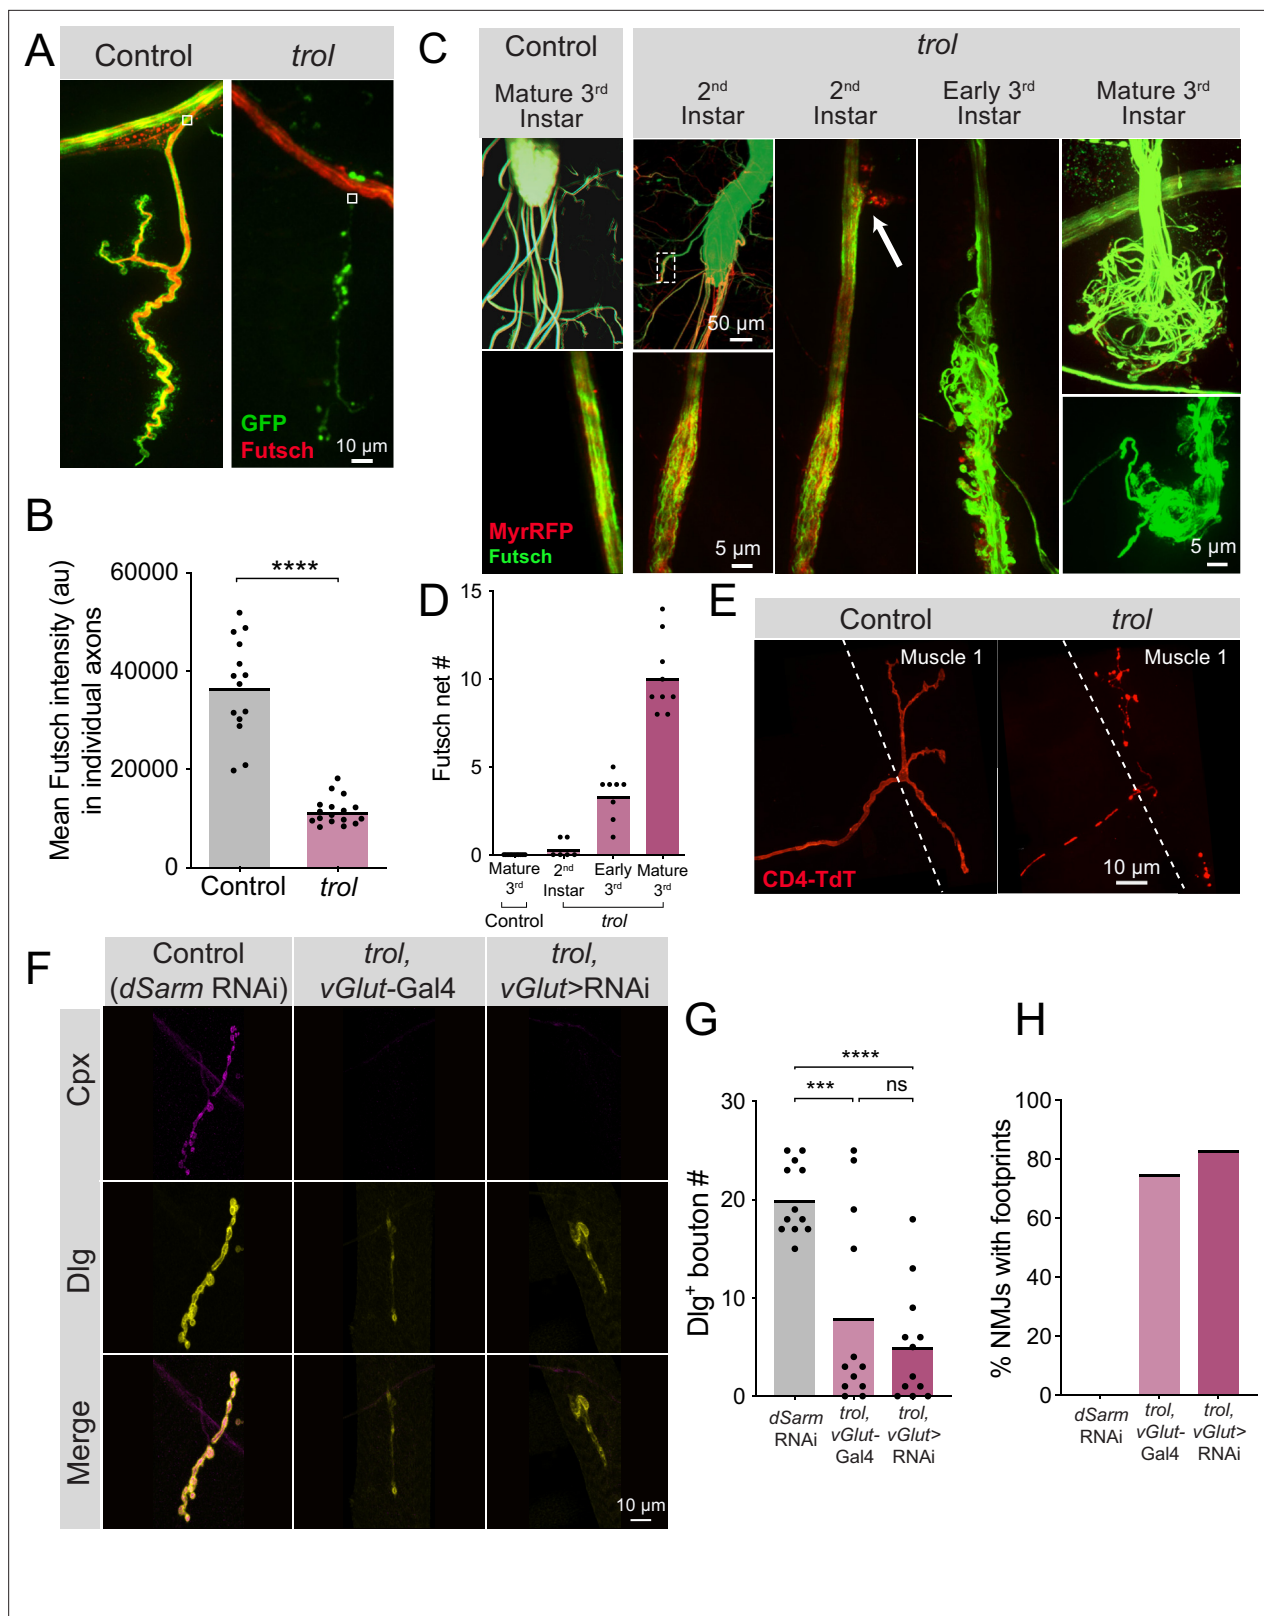 A
Control
trol
GFP
Futsch
10 µm
B
Mean Futsch intensity (au)
in individual axons
60000
40000
20000
0
****
Control
trol
C
Control
trol
Mature 3rd
Instar
2nd
Instar
2nd
Instar
Early 3rd
Instar
Mature 3rd
Instar
50 µm
MyrRFP
Futsch
5 µm
5 µm
D
Futsch net #
15
10
5
0
Mature
3rd
2nd
Instar
Early
3rd
Mature
3rd
Control
trol
E
Control
trol
Muscle 1
Muscle 1
CD4-TdT
10 µm
F
Control
(dSarm RNAi)
trol,
vGlut-Gal4
trol,
vGlut>RNAi
Cpx
Dlg
Merge
10 µm
G
****
***
ns
Dlg+ bouton #
30
20
10
0
dSarm
RNAi
trol,
vGlut-
Gal4
trol,
vGlut>
RNAi
H
% NMJs with footprints
100
80
60
40
20
0
dSarm
RNAi
trol,
vGlut-
Gal4
trol,
vGlut>
RNAi